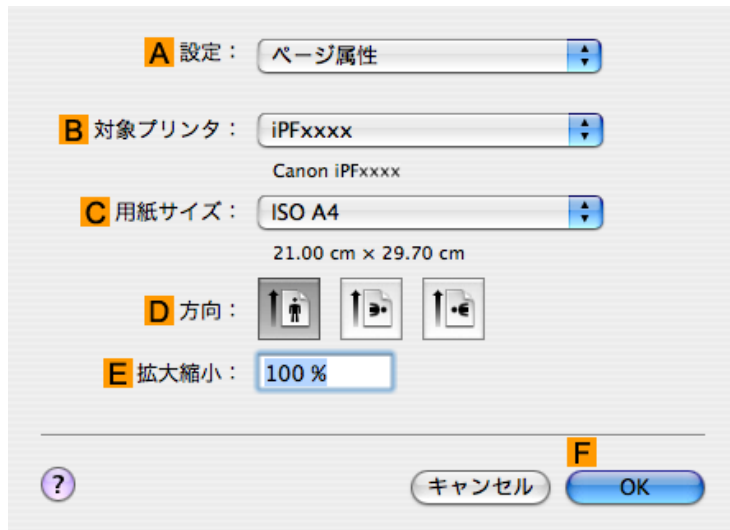 A 設定： ページ属性
B 対象プリンタ： iPFxxxx
Canon iPFxxxx
C 用紙サイズ： ISO A4
21.00 cm × 29.70 cm
D 方向：
E 拡大縮小： 100 %
F
? キャンセル OK